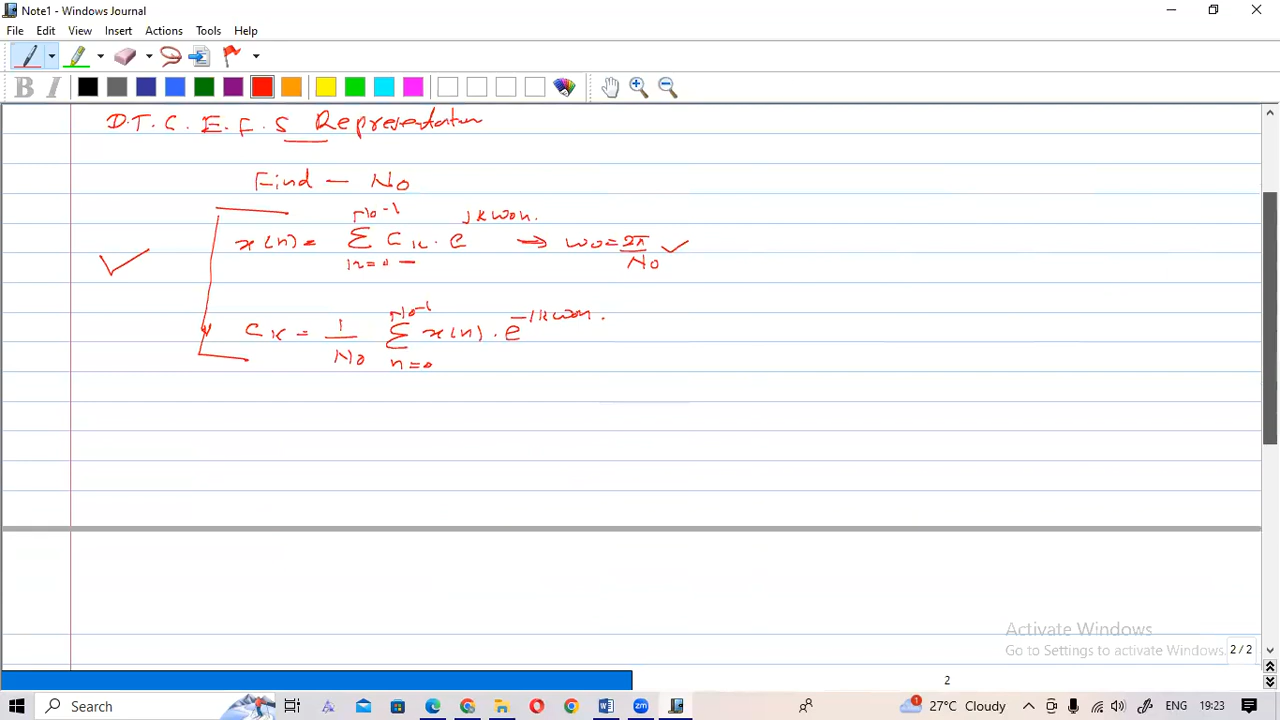 Note1 - Windows Journal
File Edit View Insert Actions Tools Help
B I
D.T.C.E.F.S Representation
Find - N0
x(n) = N0-1 Σ k=0 Ck. e jkω0n. → ω0 = 2π/N0
Ck = 1/N0 N0-1 Σ n=0 x(n). e -jkω0n.
Activate Windows
Go to Settings to activate Windows.
2/2
2
Search
27°C Cloudy
ENG 19:23